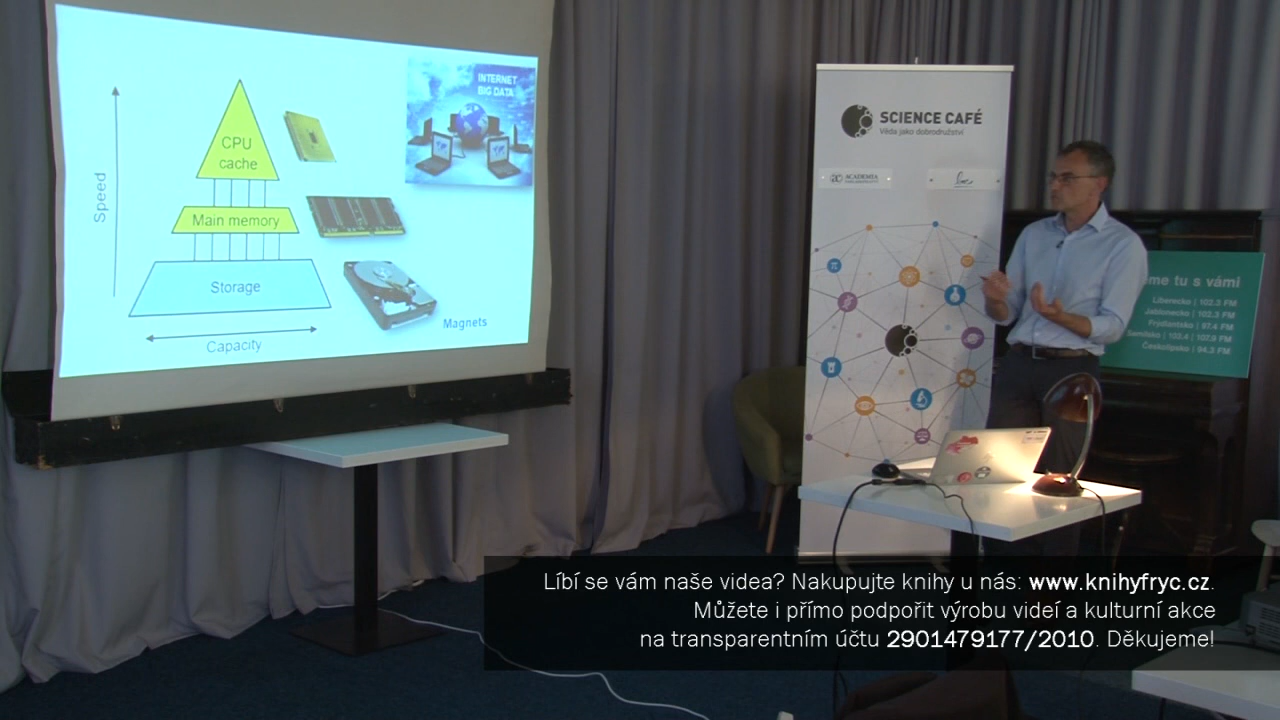 INTERNET
BIG DATA
Speed
CPU
cache
Main memory
Storage
Magnets
Capacity
SCIENCE CAFÉ
Věda jako dobrodružství
ACADEMIA
me tu s vámi
Liberecko | 102.3 FM
Jablonecko | 102.3 FM
Frýdlantsko | 97.4 FM
Semilsko | 103.4 | 107.9 FM
Českolipsko | 94.3 FM
Líbí se vám naše videa? Nakupujte knihy u nás: www.knihyfryc.cz.
Můžete i přímo podpořit výrobu videí a kulturní akce
na transparentním účtu 2901479177/2010. Děkujeme!